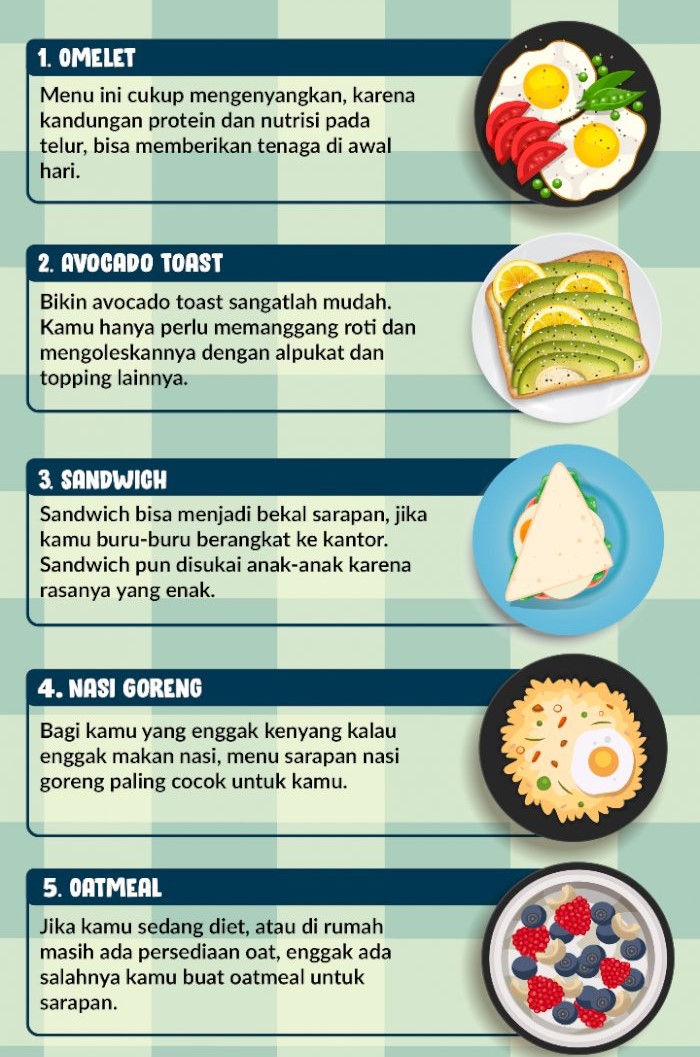 1. OMELET
Menu ini cukup mengenyangkan, karena
kandungan protein dan nutrisi pada
telur, bisa memberikan tenaga di awal
hari.
2. AVOCADO TOAST
Bikin avocado toast sangatlah mudah.
Kamu hanya perlu memanggang roti dan
mengoleskannya dengan alpukat dan
topping lainnya.
3. SANDWICH
Sandwich bisa menjadi bekal sarapan, jika
kamu buru-buru berangkat ke kantor.
Sandwich pun disukai anak-anak karena
rasanya yang enak.
4. NASI GORENG
Bagi kamu yang enggak kenyang kalau
enggak makan nasi, menu sarapan nasi
goreng paling cocok untuk kamu.
5. OATMEAL
Jika kamu sedang diet, atau di rumah
masih ada persediaan oat, enggak ada
salahnya kamu buat oatmeal untuk
sarapan.